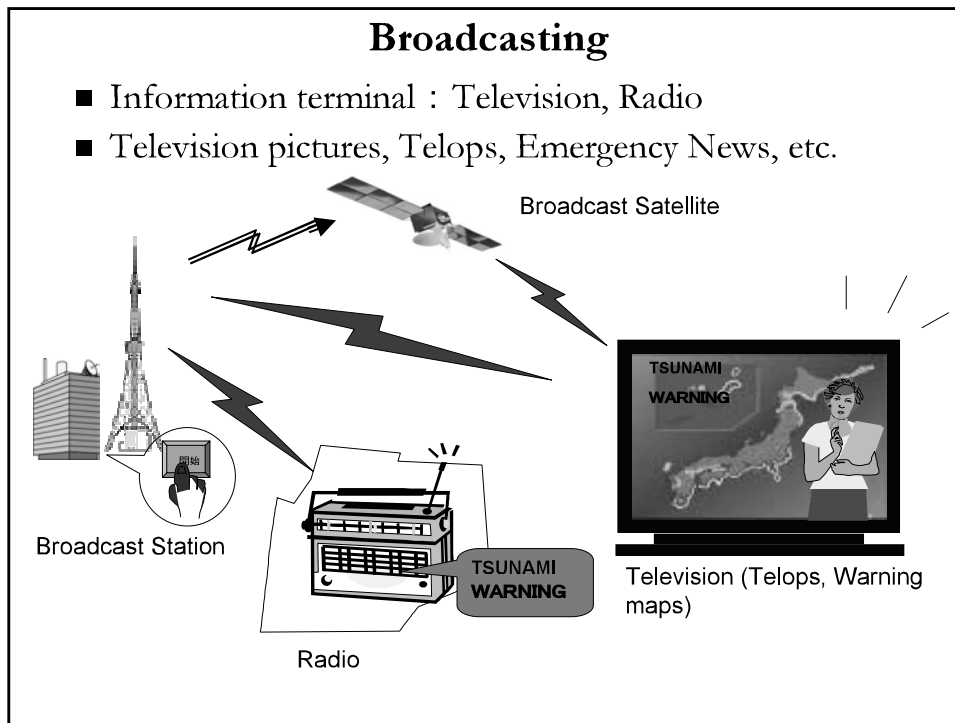 Broadcasting
■ Information terminal：Television, Radio
■ Television pictures, Telops, Emergency News, etc.
Broadcast Satellite
TSUNAMI
WARNING
開始
Broadcast Station
TSUNAMI
WARNING
Television (Telops, Warning
maps)
Radio